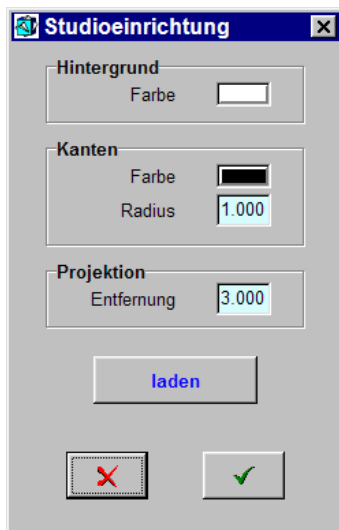 Studioeinrichtung
Hintergrund
Farbe
Kanten
Farbe
Radius 1.000
Projektion
Entfernung 3.000
laden